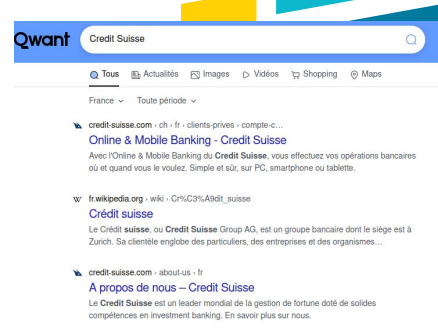 Qwant
Credit Suisse
Tous Actualités Images Vidéos Shopping Maps
France Toute période
credit-suisse.com › ch › fr › clients-prives › compte-c...
Online & Mobile Banking - Credit Suisse
Avec l'Online & Mobile Banking du Credit Suisse, vous effectuez vos opérations bancaires
où et quand vous le voulez. Simple et sûr, sur PC, smartphone ou tablette.
W fr.wikipedia.org › wiki › Cr%C3%A9dit_suisse
Crédit suisse
Le Crédit suisse, ou Credit Suisse Group AG, est un groupe bancaire dont le siège est à
Zurich. Sa clientèle englobe des particuliers, des entreprises et des organismes...
credit-suisse.com › about-us › fr
À propos de nous – Credit Suisse
Le Credit Suisse est un leader mondial de la gestion de fortune doté de solides
compétences en investment banking. En savoir plus sur nous.